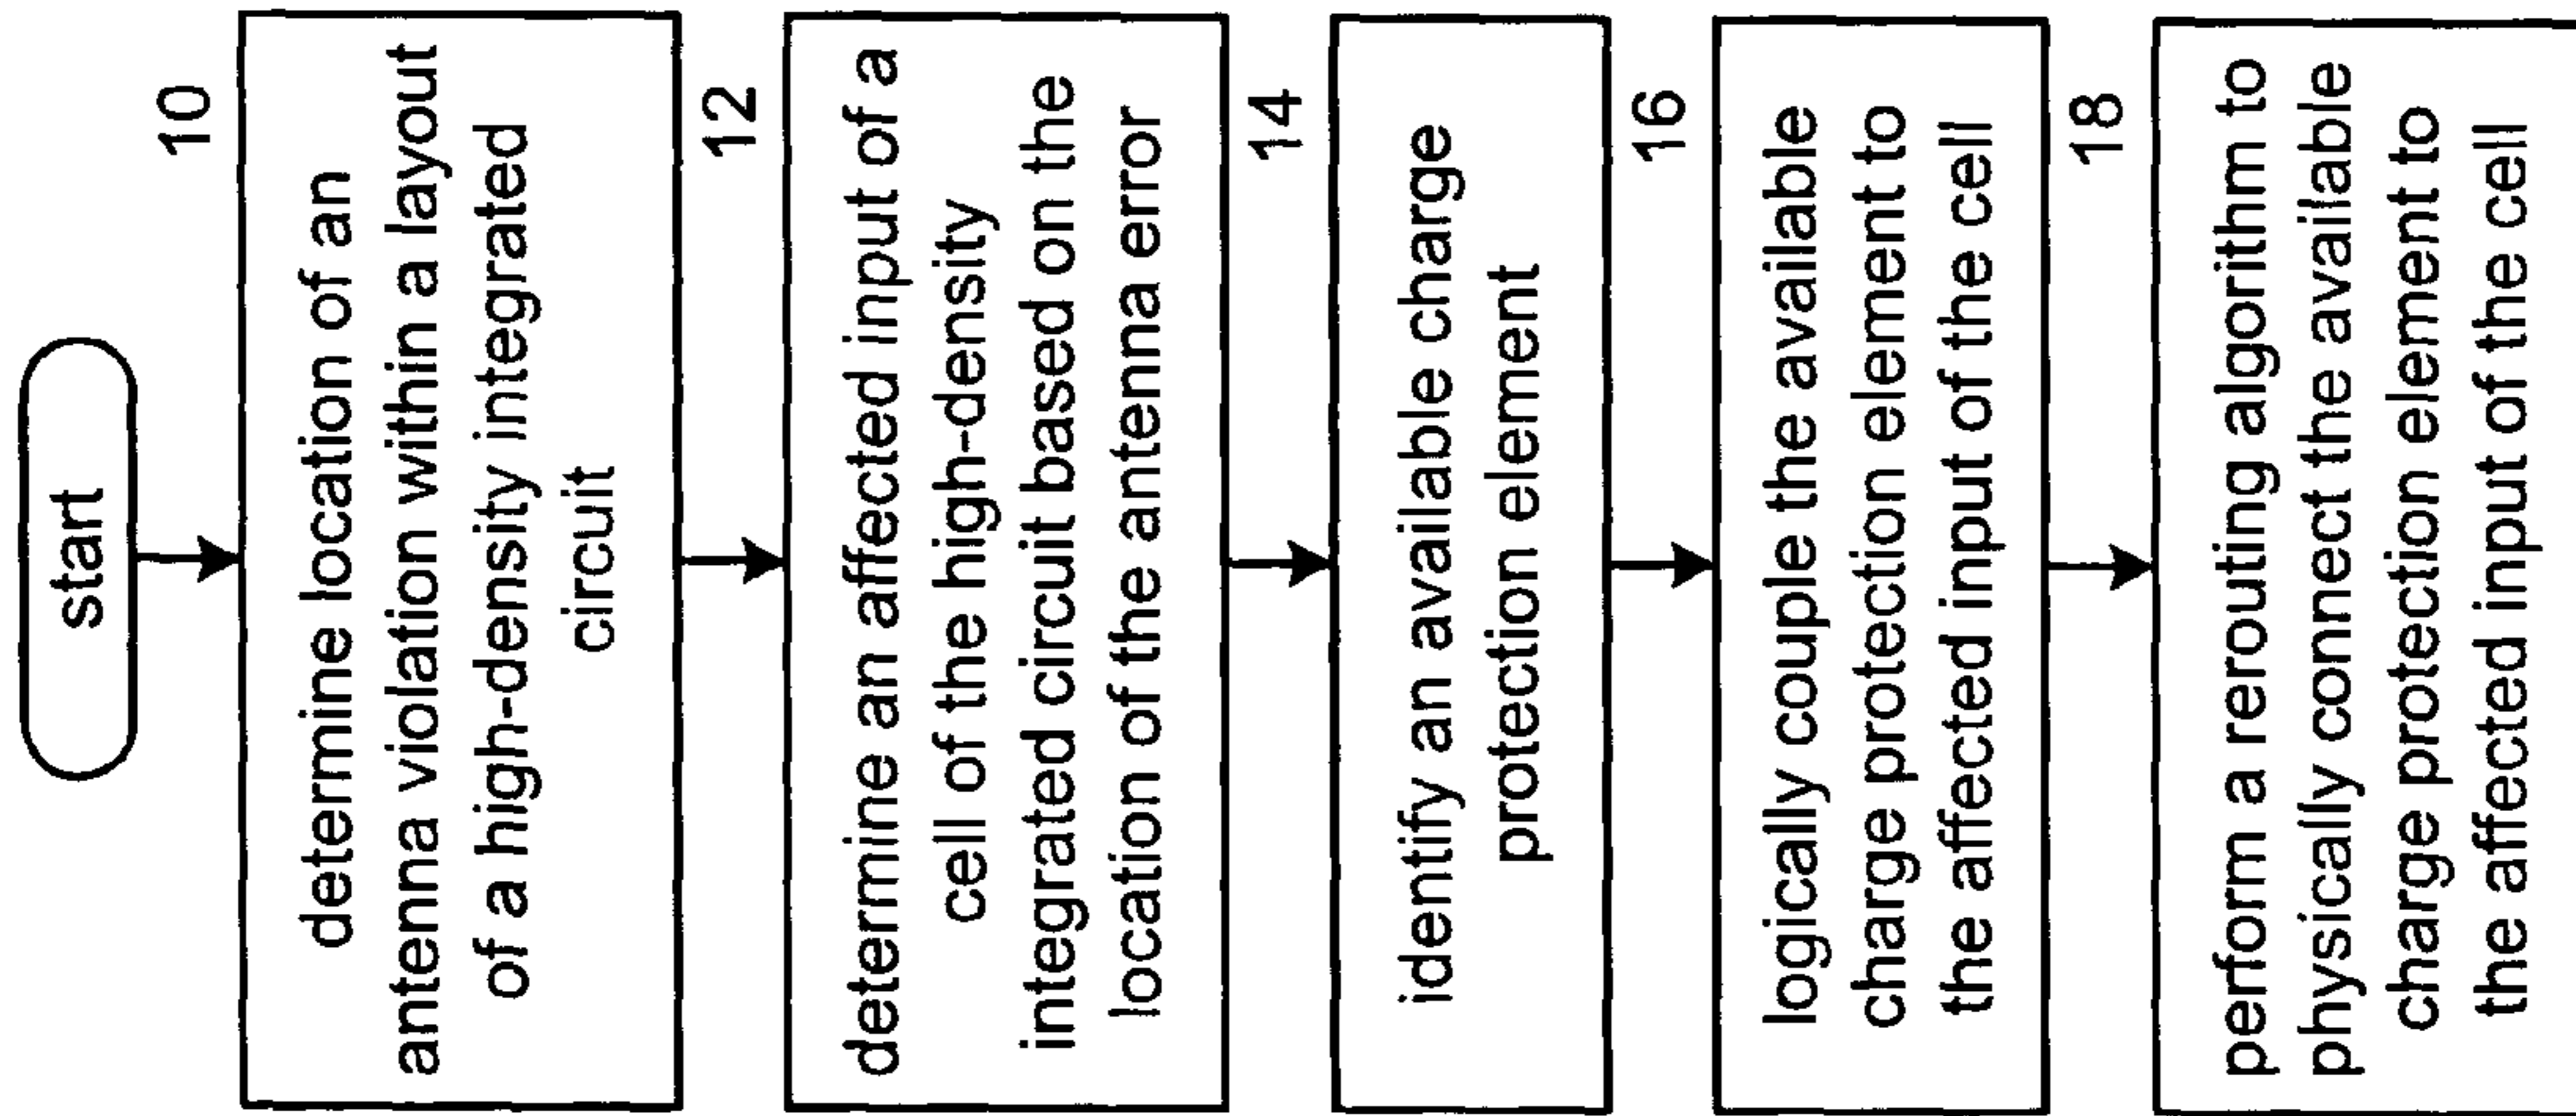 start
10
determine location of an
antenna violation within a layout
of a high-density integrated
circuit
12
determine an affected input of a
cell of the high-density
integrated circuit based on the
location of the antenna error
14
identify an available charge
protection element
16
logically couple the available
charge protection element to
the affected input of the cell
18
perform a rerouting algorithm to
physically connect the available
charge protection element to
the affected input of the cell